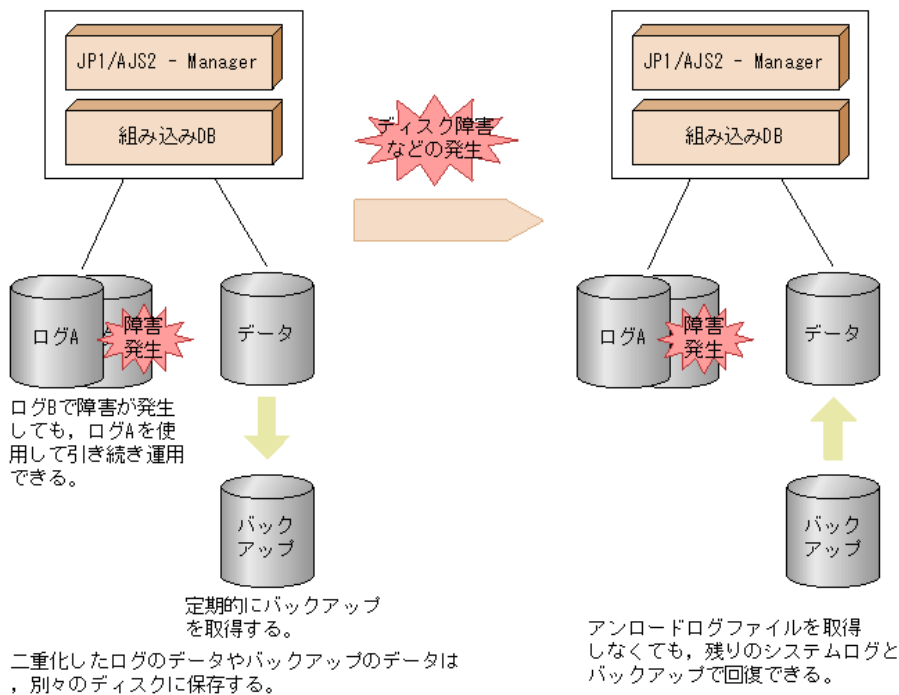 JP1/AJS2 - Manager
組み込みDB
ディスク障害
などの発生
JP1/AJS2 - Manager
組み込みDB
ログA
障害
発生
データ
ログA
障害
発生
データ
ログBで障害が発生
しても，ログAを使
用して引き続き運用
できる。
バック
アップ
バック
アップ
定期的にバックアップ
を取得する。
二重化したログのデータやバックアップのデータは
，別々のディスクに保存する。
アンロードログファイルを取得
しなくても，残りのシステムログと
バックアップで回復できる。